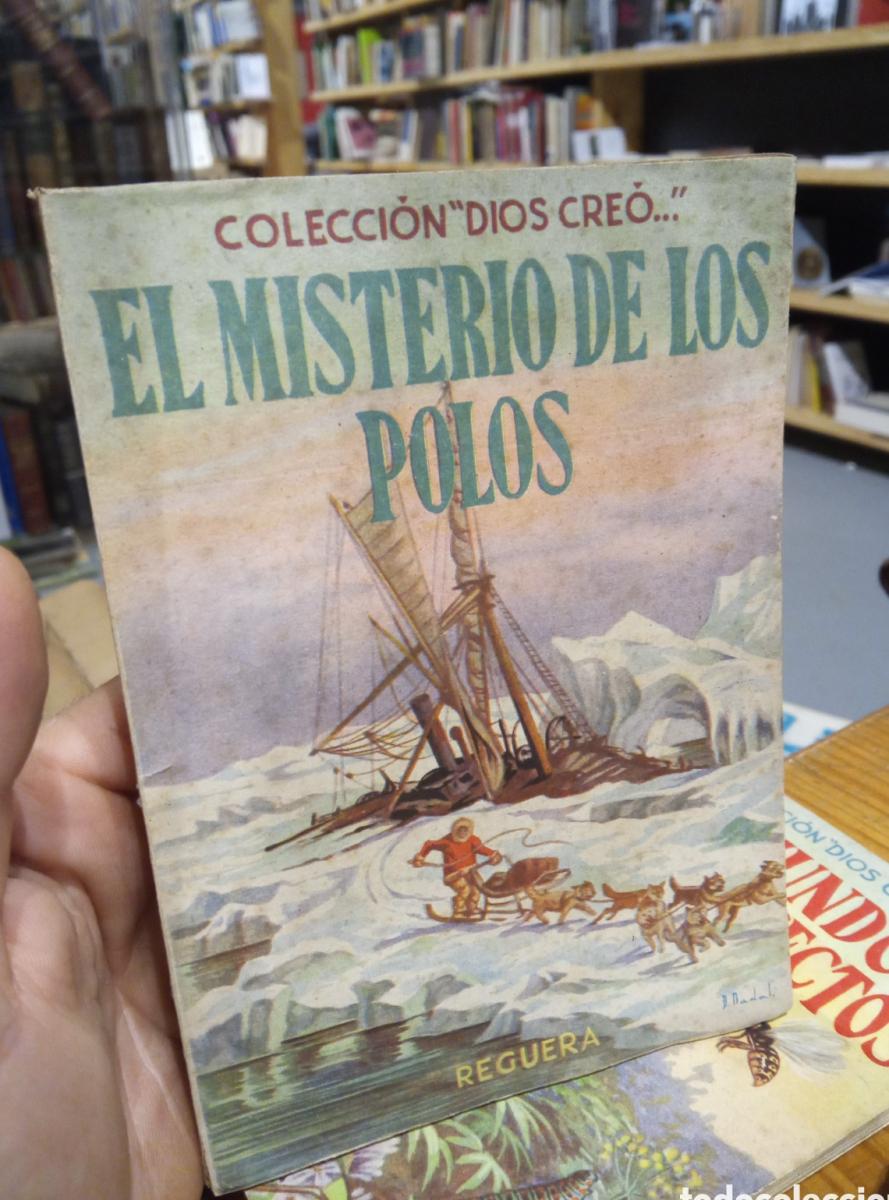 COLECCIÓN "DIOS CREÓ..."
EL MISTERIO DE LOS
POLOS
REGUERA